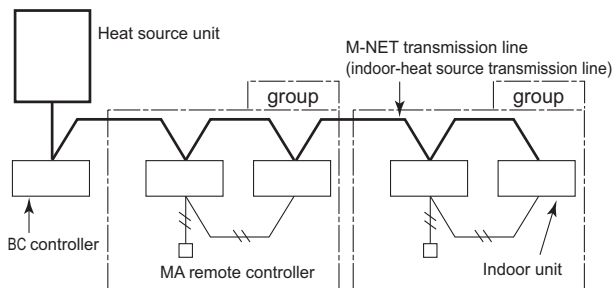 Heat source unit
M-NET transmission line
(indoor-heat source transmission line)
group
group
BC controller
MA remote controller
Indoor unit